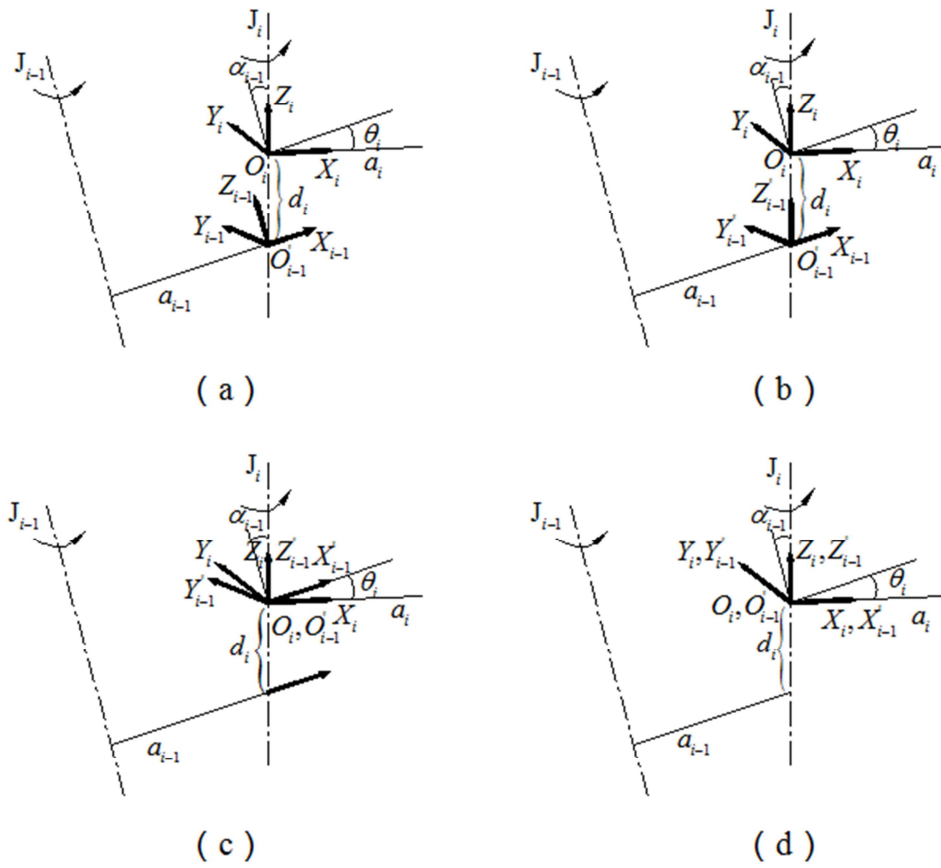 J_i
J_{i-1}
α_{i-1}
Z_i
Y_i
θ_i
O_i
X_i
a_i
Z_{i-1}
d_i
Y_{i-1}
X_{i-1}
O'_{i-1}
a_{i-1}
( a )
J_i
J_{i-1}
α_{i-1}
Z_i
Y_i
θ_i
O_i
X_i
a_i
Z'_{i-1}
d_i
Y'_{i-1}
X_{i-1}
O'_{i-1}
a_{i-1}
( b )
J_i
J_{i-1}
α_{i-1}
Y_i
Z_i
Z'_{i-1}
X'_{i-1}
Y'_{i-1}
θ_i
O_i, O'_{i-1}
X_i
a_i
d_i
a_{i-1}
( c )
J_i
J_{i-1}
α_{i-1}
Y_i, Y'_{i-1}
Z_i, Z'_{i-1}
θ_i
O_i, O'_{i-1}
X_i, X'_{i-1}
a_i
d_i
a_{i-1}
( d )